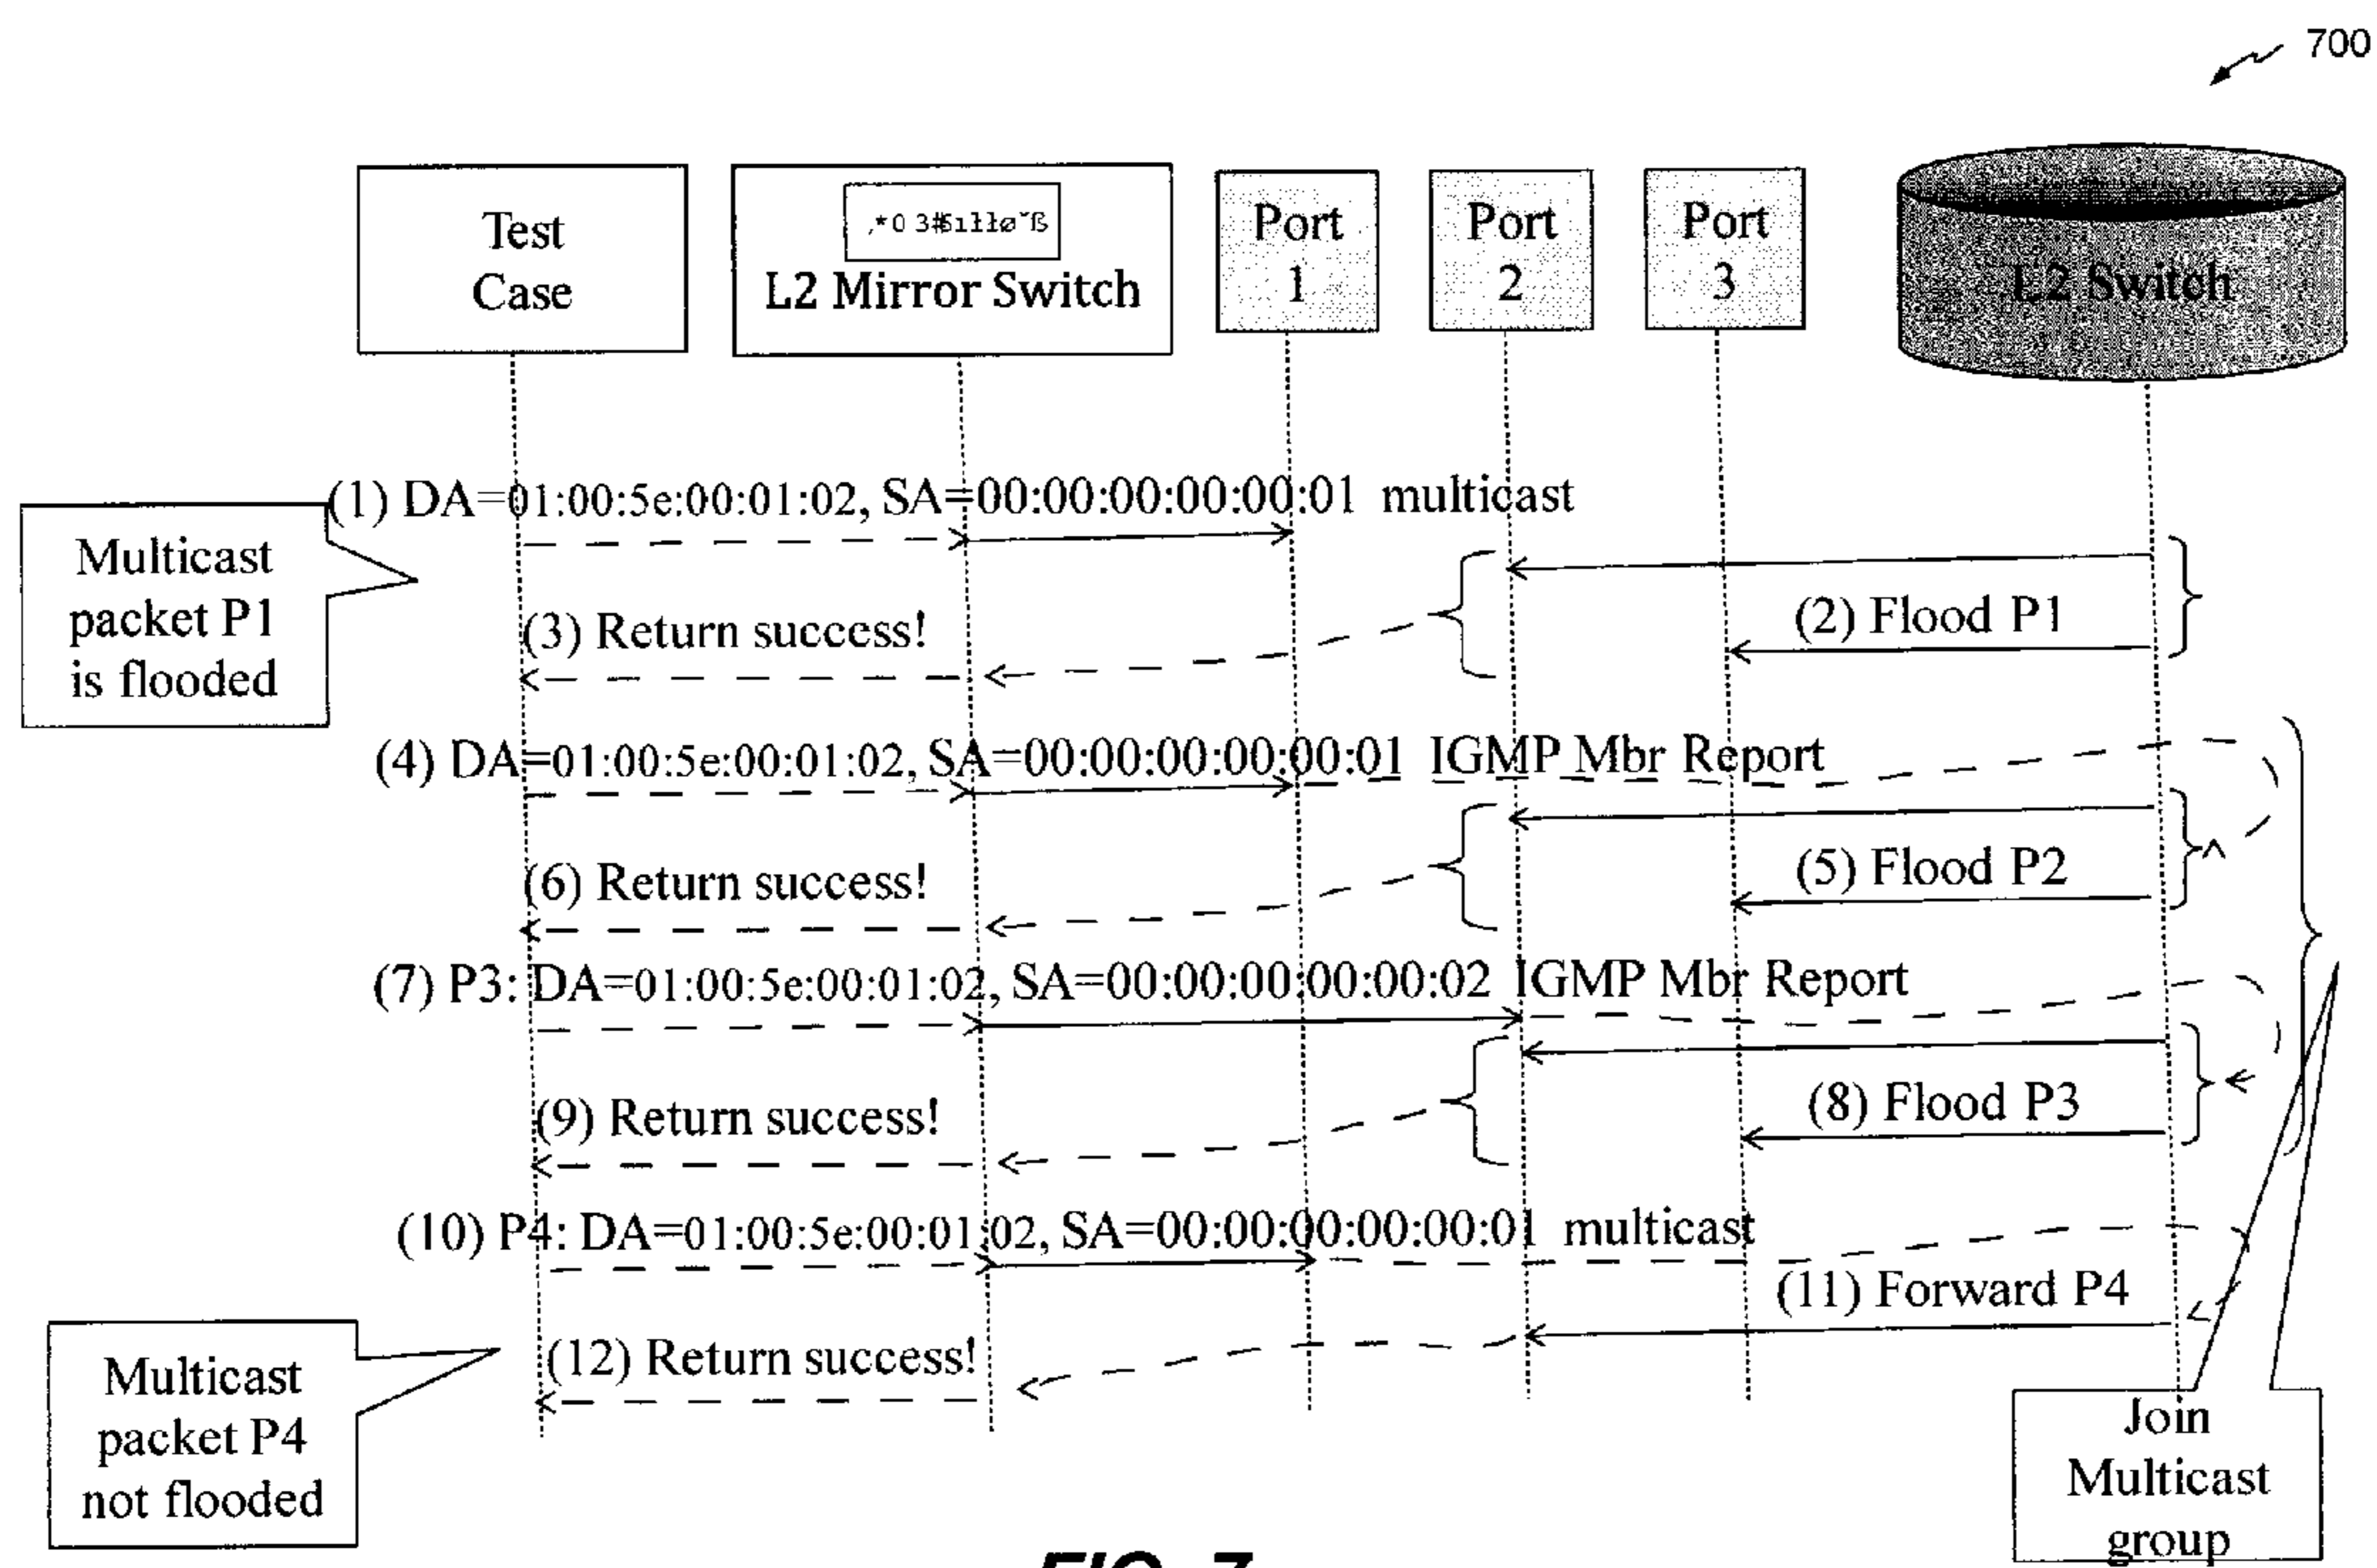 700
Test
Case
L2 Mirror Switch
Port
1
Port
2
Port
3
L2 Switch
(1) DA=01:00:5e:00:01:02, SA=00:00:00:00:00:01 multicast
Multicast
packet P1
is flooded
(2) Flood P1
(3) Return success!
(4) DA=01:00:5e:00:01:02, SA=00:00:00:00:00:01 IGMP Mbr Report
(5) Flood P2
(6) Return success!
(7) P3: DA=01:00:5e:00:01:02, SA=00:00:00:00:00:02 IGMP Mbr Report
(8) Flood P3
(9) Return success!
(10) P4: DA=01:00:5e:00:01:02, SA=00:00:00:00:00:01 multicast
(11) Forward P4
(12) Return success!
Multicast
packet P4
not flooded
Join
Multicast
group
FIG. 7